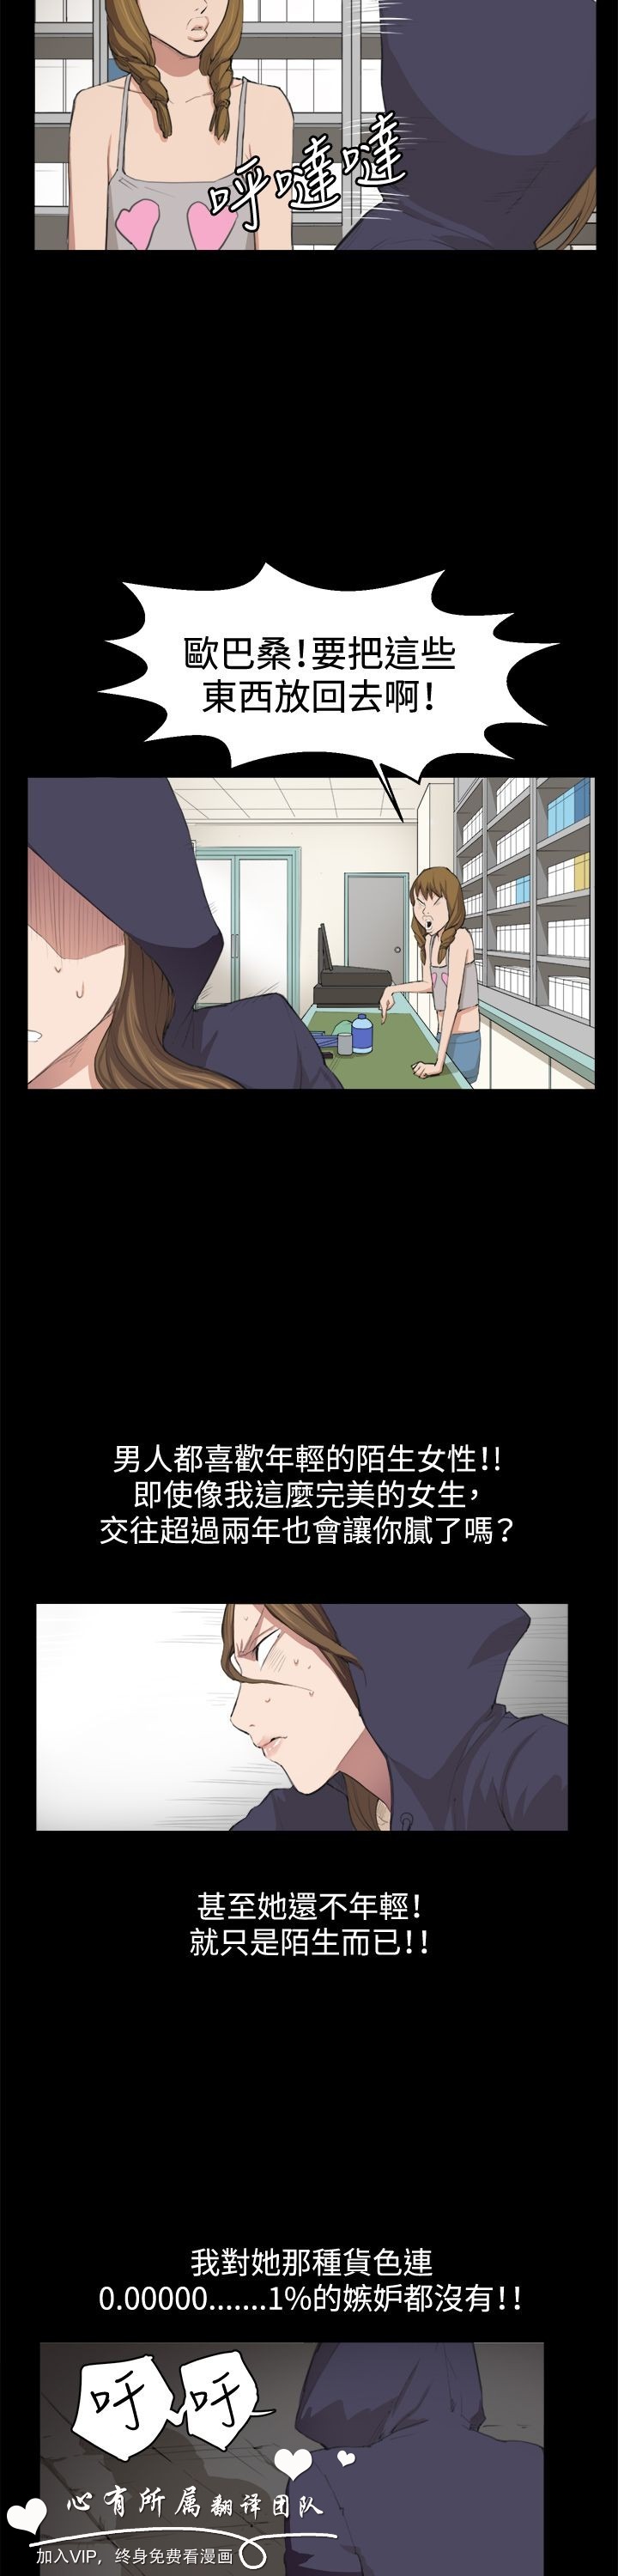 呼噠噠
歐巴桑!要把這些
東西放回去啊!
男人都喜歡年輕的陌生女性!!
即使像我這麼完美的女生,
交往超過兩年也會讓你膩了嗎?
甚至她還不年輕!
就只是陌生而已!!
我對她那種貨色連
0.00000.......1%的嫉妒都沒有!!
吁~吁~
心有所属翻译团队
加入VIP，终身免费看漫画